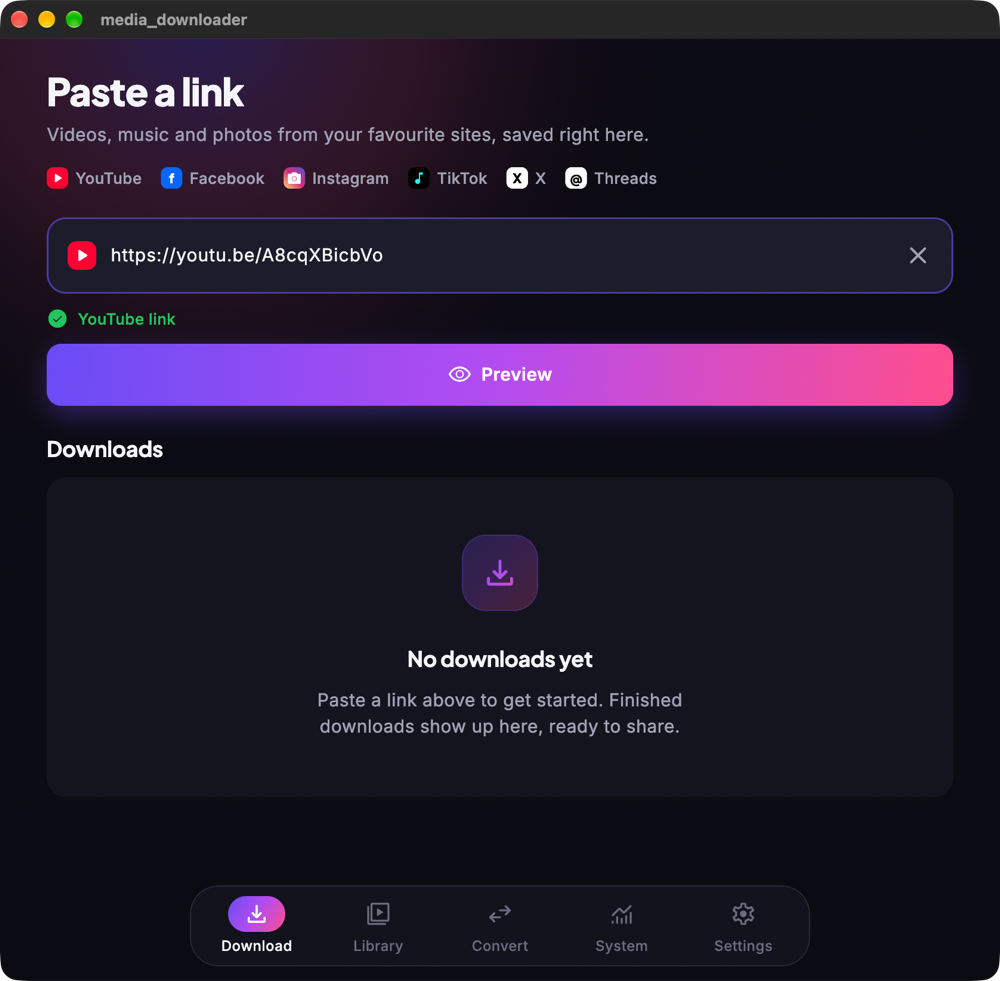 media_downloader
Paste a link
Videos, music and photos from your favourite sites, saved right here.
YouTube f Facebook Instagram TikTok X X @ Threads
https://youtu.be/A8cqXBicbVo
YouTube link
Preview
Downloads
No downloads yet
Paste a link above to get started. Finished
downloads show up here, ready to share.
Download Library Convert System Settings